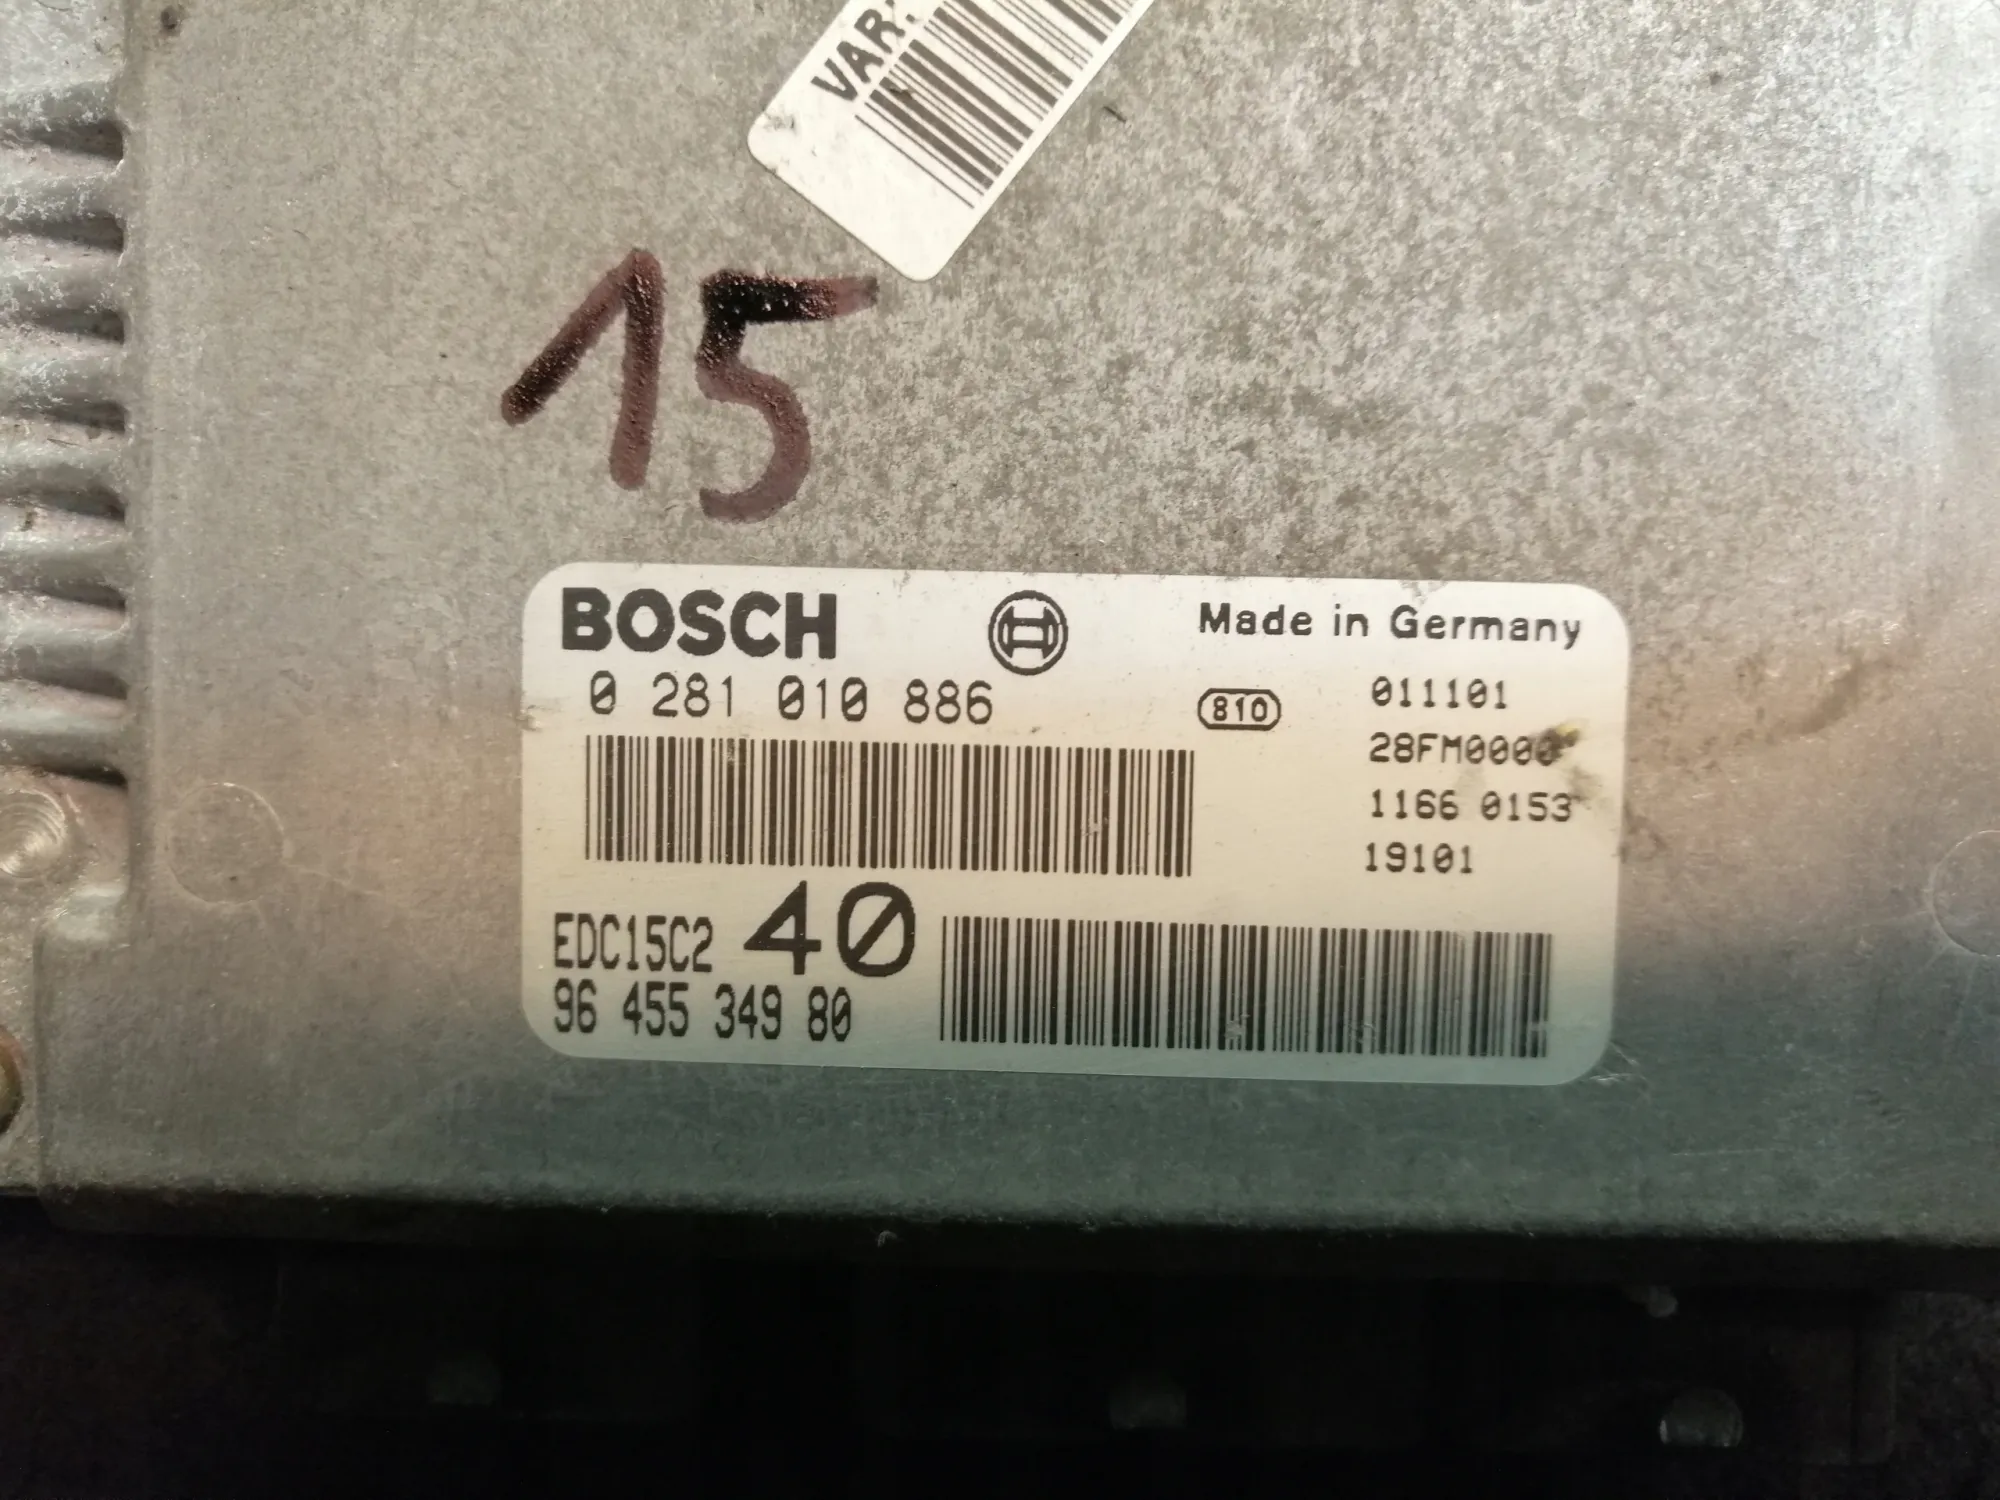 VAR:
15
BOSCH
Made in Germany
0 281 010 886
810
011101
28FM0000
1166 0153
19101
EDC15C2 40
96 455 349 80